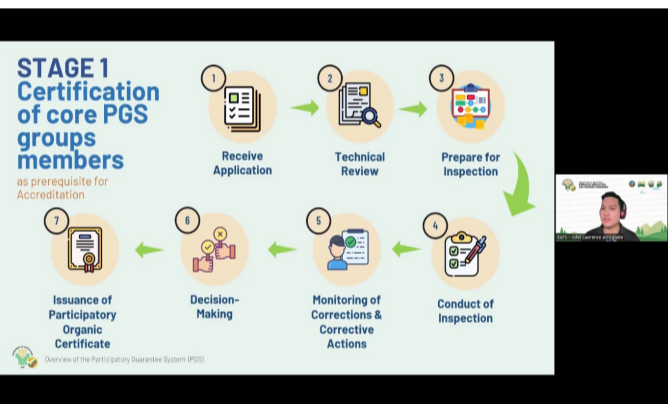 STAGE 1
Certification
of core PGS
groups
members
as prerequisite for
Accreditation
1
Receive
Application
2
Technical
Review
3
Prepare for
Inspection
4
Conduct of
Inspection
5
Monitoring of
Corrections &
Corrective
Actions
6
Decision-
Making
7
Issuance of
Participatory
Organic
Certificate
Overview of the Participatory Guarantee System (PGS)